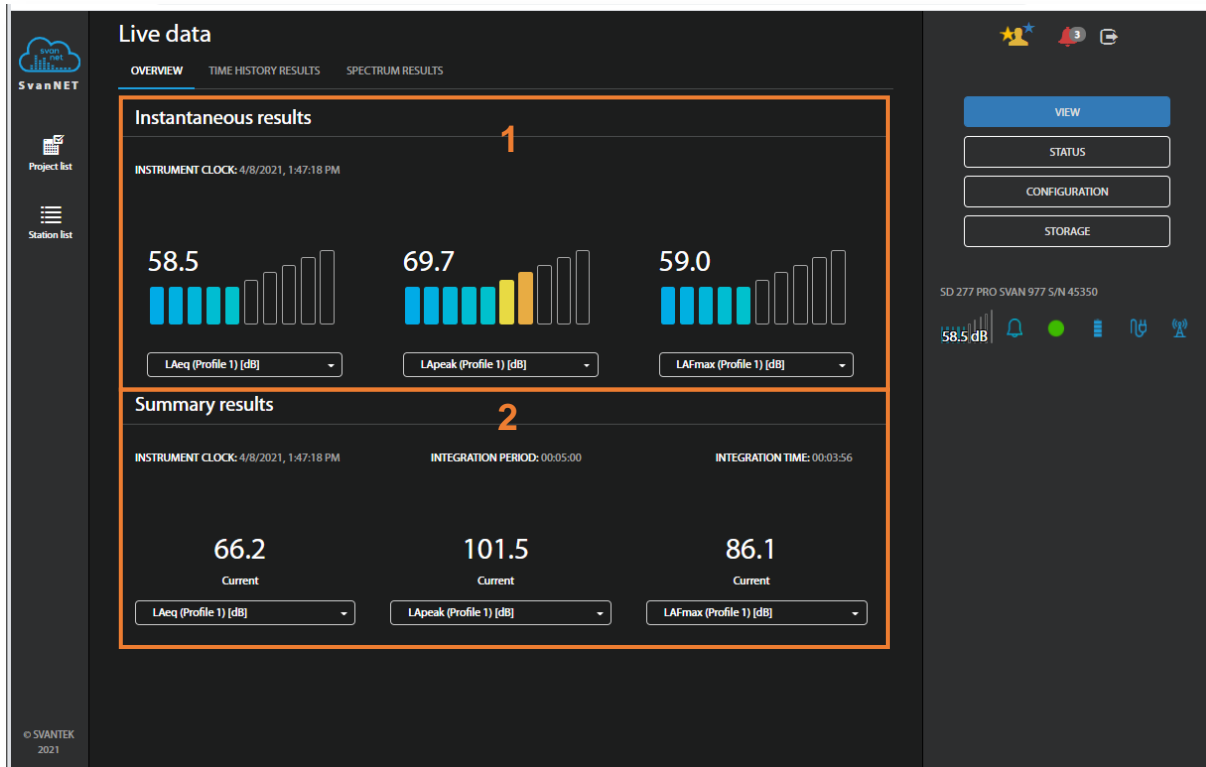 svan
net
SvanNET
Project list
Station list
© SVANTEK
2021
Live data
OVERVIEW TIME HISTORY RESULTS SPECTRUM RESULTS
Instantaneous results
1
INSTRUMENT CLOCK: 4/8/2021, 1:47:18 PM
58.5 69.7 59.0
LAeq (Profile 1) [dB] LApeak (Profile 1) [dB] LAFmax (Profile 1) [dB]
Summary results
2
INSTRUMENT CLOCK: 4/8/2021, 1:47:18 PM INTEGRATION PERIOD: 00:05:00 INTEGRATION TIME: 00:03:56
66.2 101.5 86.1
Current Current Current
LAeq (Profile 1) [dB] LApeak (Profile 1) [dB] LAFmax (Profile 1) [dB]
3
VIEW
STATUS
CONFIGURATION
STORAGE
SD 277 PRO SVAN 977 S/N 45350
58.5 dB